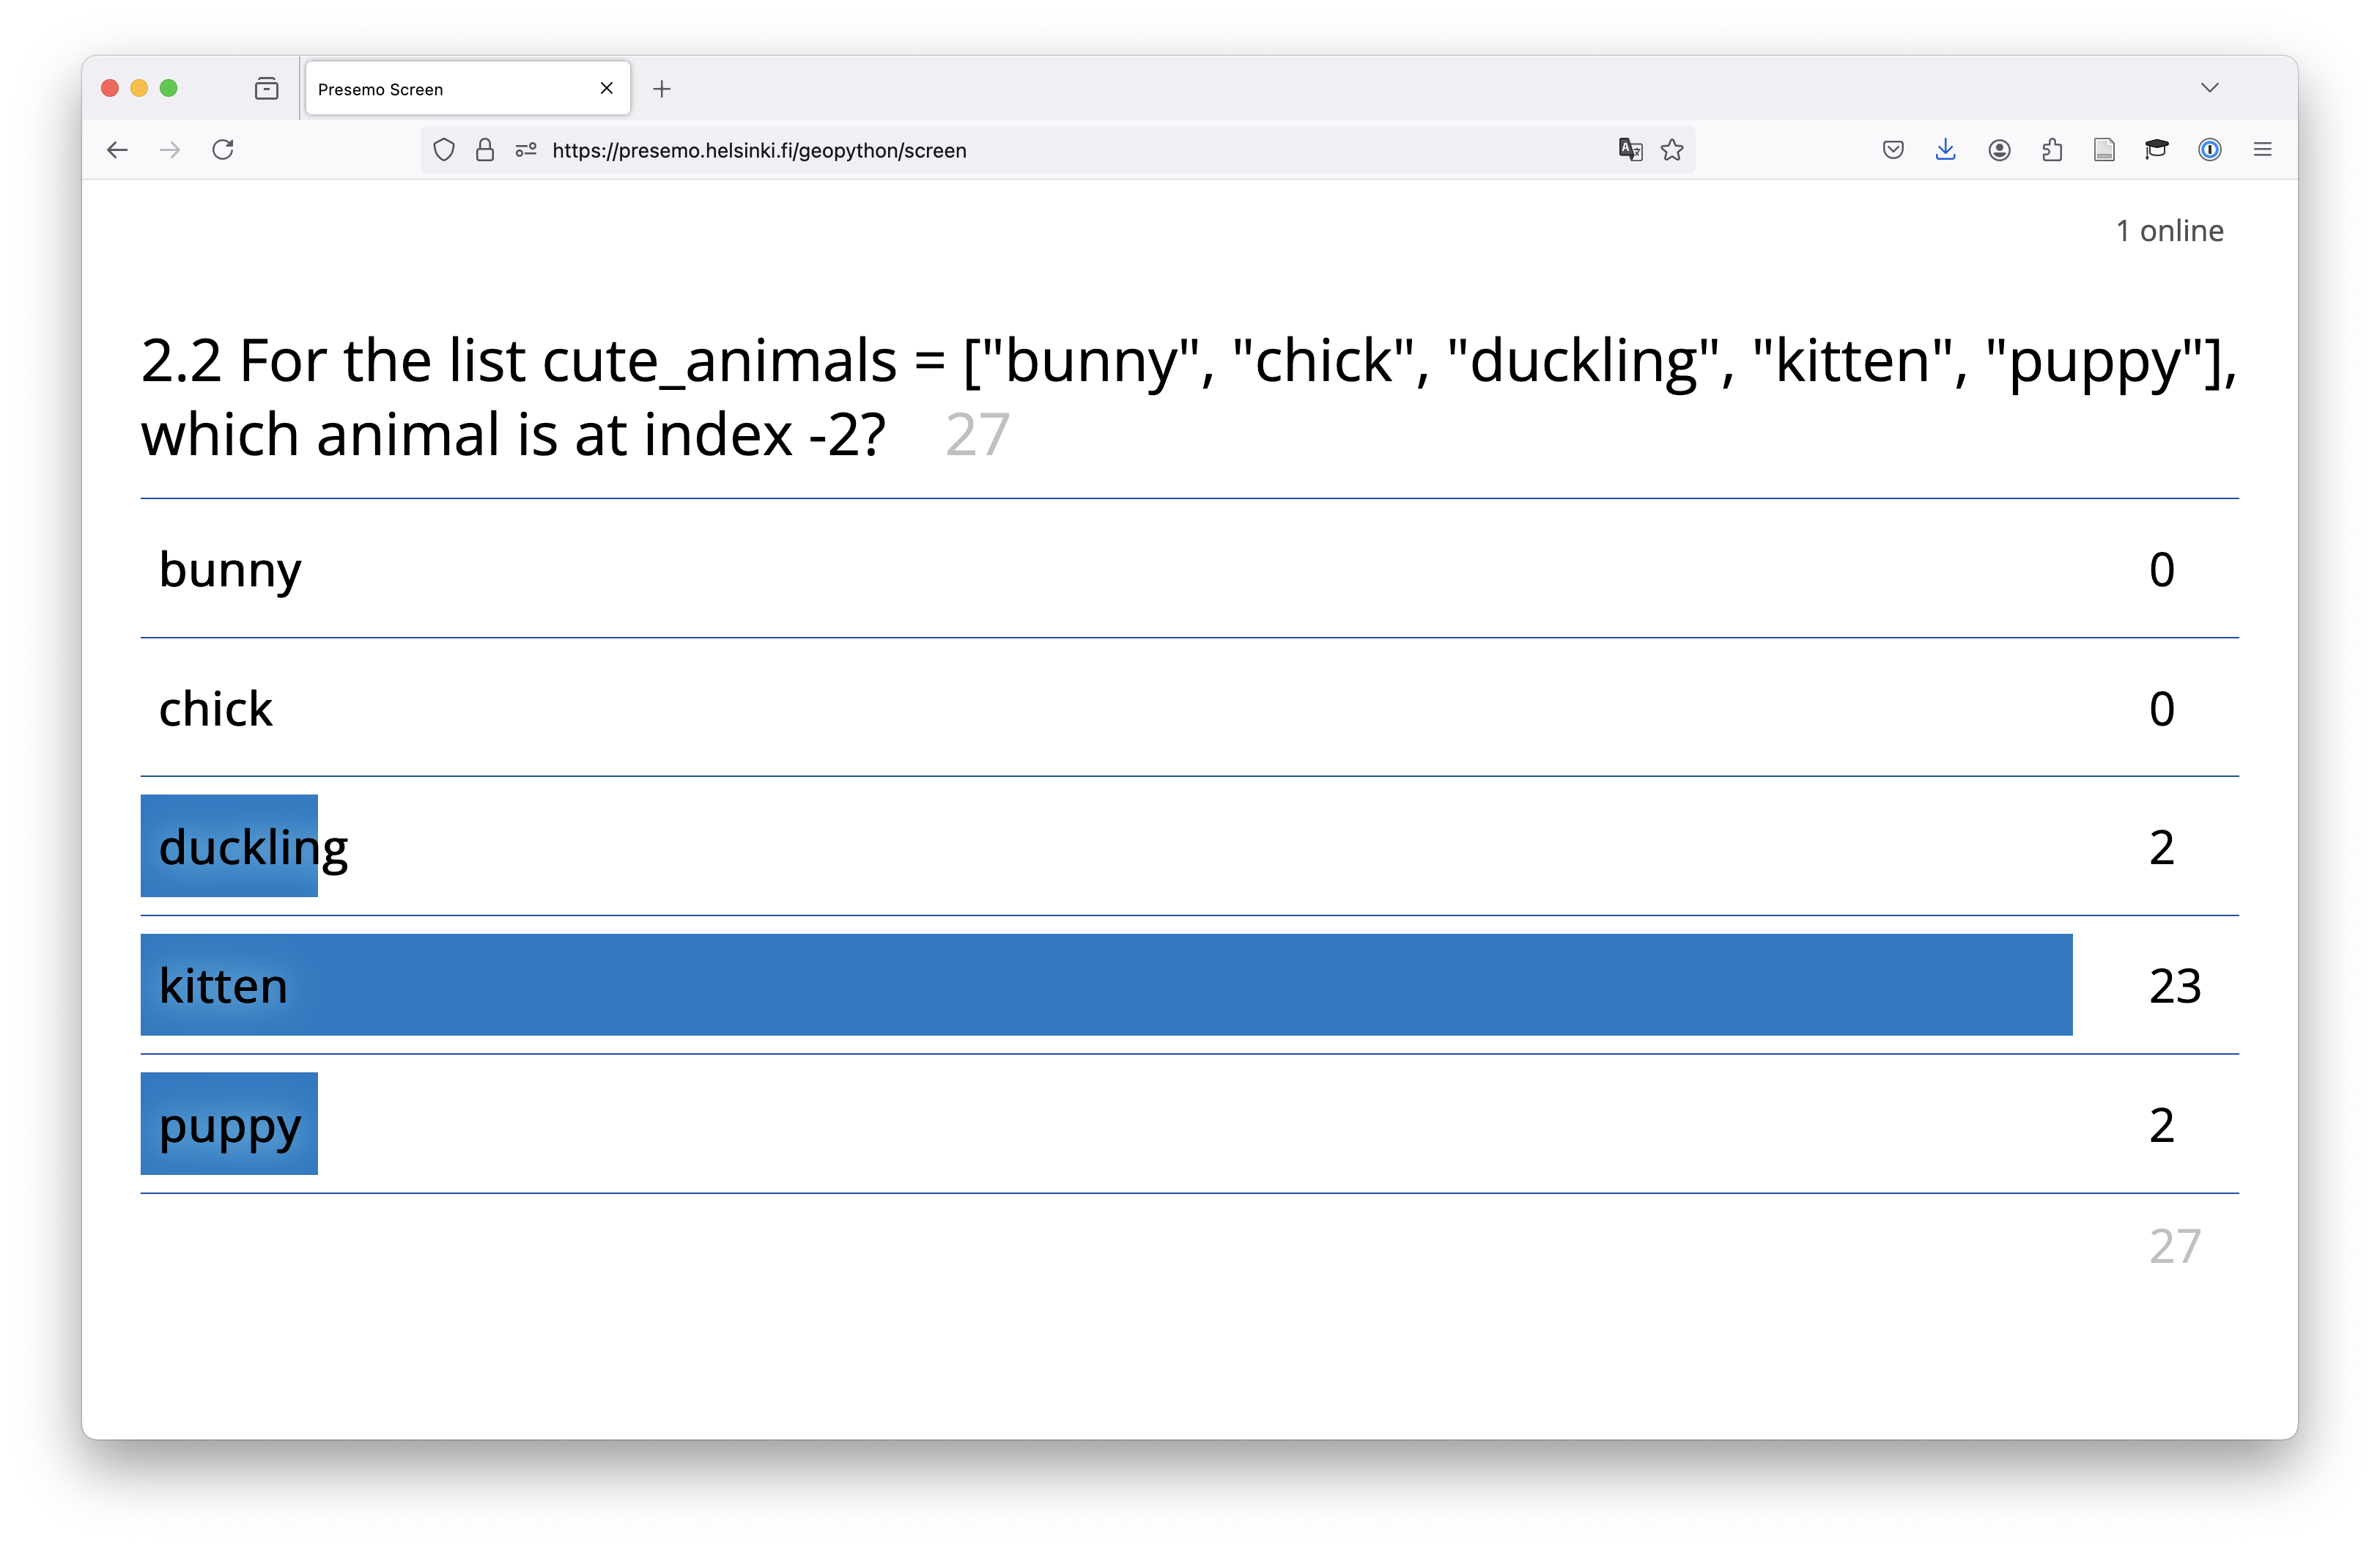 Presemo Screen
https://presemo.helsinki.fi/geopython/screen
1 online
2.2 For the list cute_animals = ["bunny", "chick", "duckling", "kitten", "puppy"],
which animal is at index -2? 27
bunny 0
chick 0
duckling 2
kitten 23
puppy 2
27